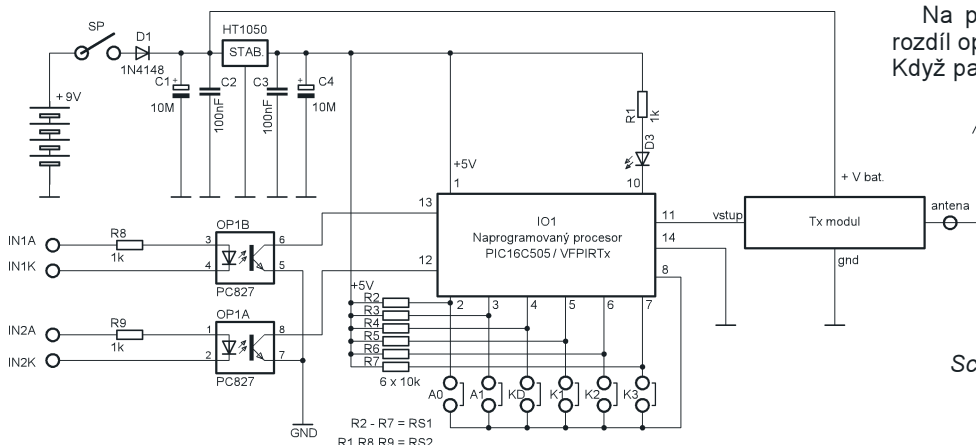 SP
D1
1N4148
HT1050
STAB.
+ 9V
C1
+
10M
C2
100nF
C3
100nF
+
C4
10M
R1
1k
D3
+5V
1
10
13
12
IO1
Naprogramovaný procesor
PIC16C505 / VFPIRTx
11
14
8
vstup
+ V bat.
Tx modul
antena
gnd
IN1A
IN1K
R8
1k
OP1B
3
4
6
5
PC827
IN2A
IN2K
R9
1k
OP1A
1
2
8
7
PC827
GND
+5V
R2
R3
R4
R5
R6
R7
6 x 10k
2
3
4
5
6
7
A0
A1
KD
K1
K2
K3
R2 - R7 = RS1
R1,R8,R9 = RS2
Na p
rozdíl op
Když pa
Sc